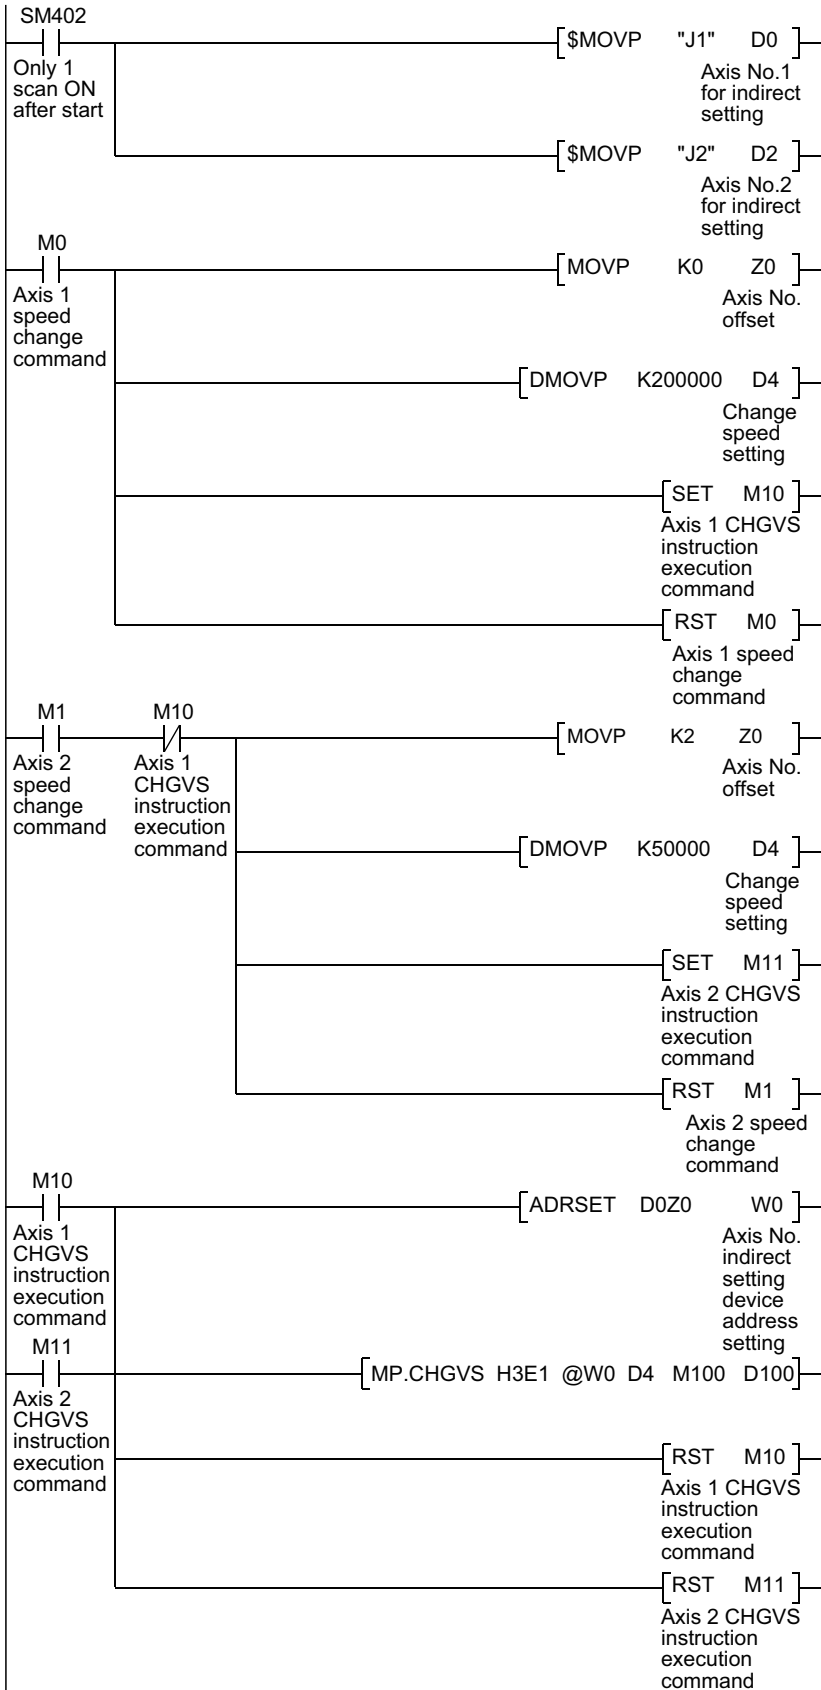 SM402
[$MOVP "J1" D0]
Only 1
scan ON
after start
Axis No.1
for indirect
setting
[$MOVP "J2" D2]
Axis No.2
for indirect
setting
M0
[MOVP K0 Z0]
Axis 1
speed
change
command
Axis No.
offset
[DMOVP K200000 D4]
Change
speed
setting
[SET M10]
Axis 1 CHGVS
instruction
execution
command
[RST M0]
Axis 1 speed
change
command
M1 M10
[MOVP K2 Z0]
Axis 2
speed
change
command
Axis 1
CHGVS
instruction
execution
command
Axis No.
offset
[DMOVP K50000 D4]
Change
speed
setting
[SET M11]
Axis 2 CHGVS
instruction
execution
command
[RST M1]
Axis 2 speed
change
command
M10
[ADRSET D0Z0 W0]
Axis 1
CHGVS
instruction
execution
command
Axis No.
indirect
setting
device
address
setting
M11
[MP.CHGVS H3E1 @W0 D4 M100 D100]
Axis 2
CHGVS
instruction
execution
command
[RST M10]
Axis 1 CHGVS
instruction
execution
command
[RST M11]
Axis 2 CHGVS
instruction
execution
command